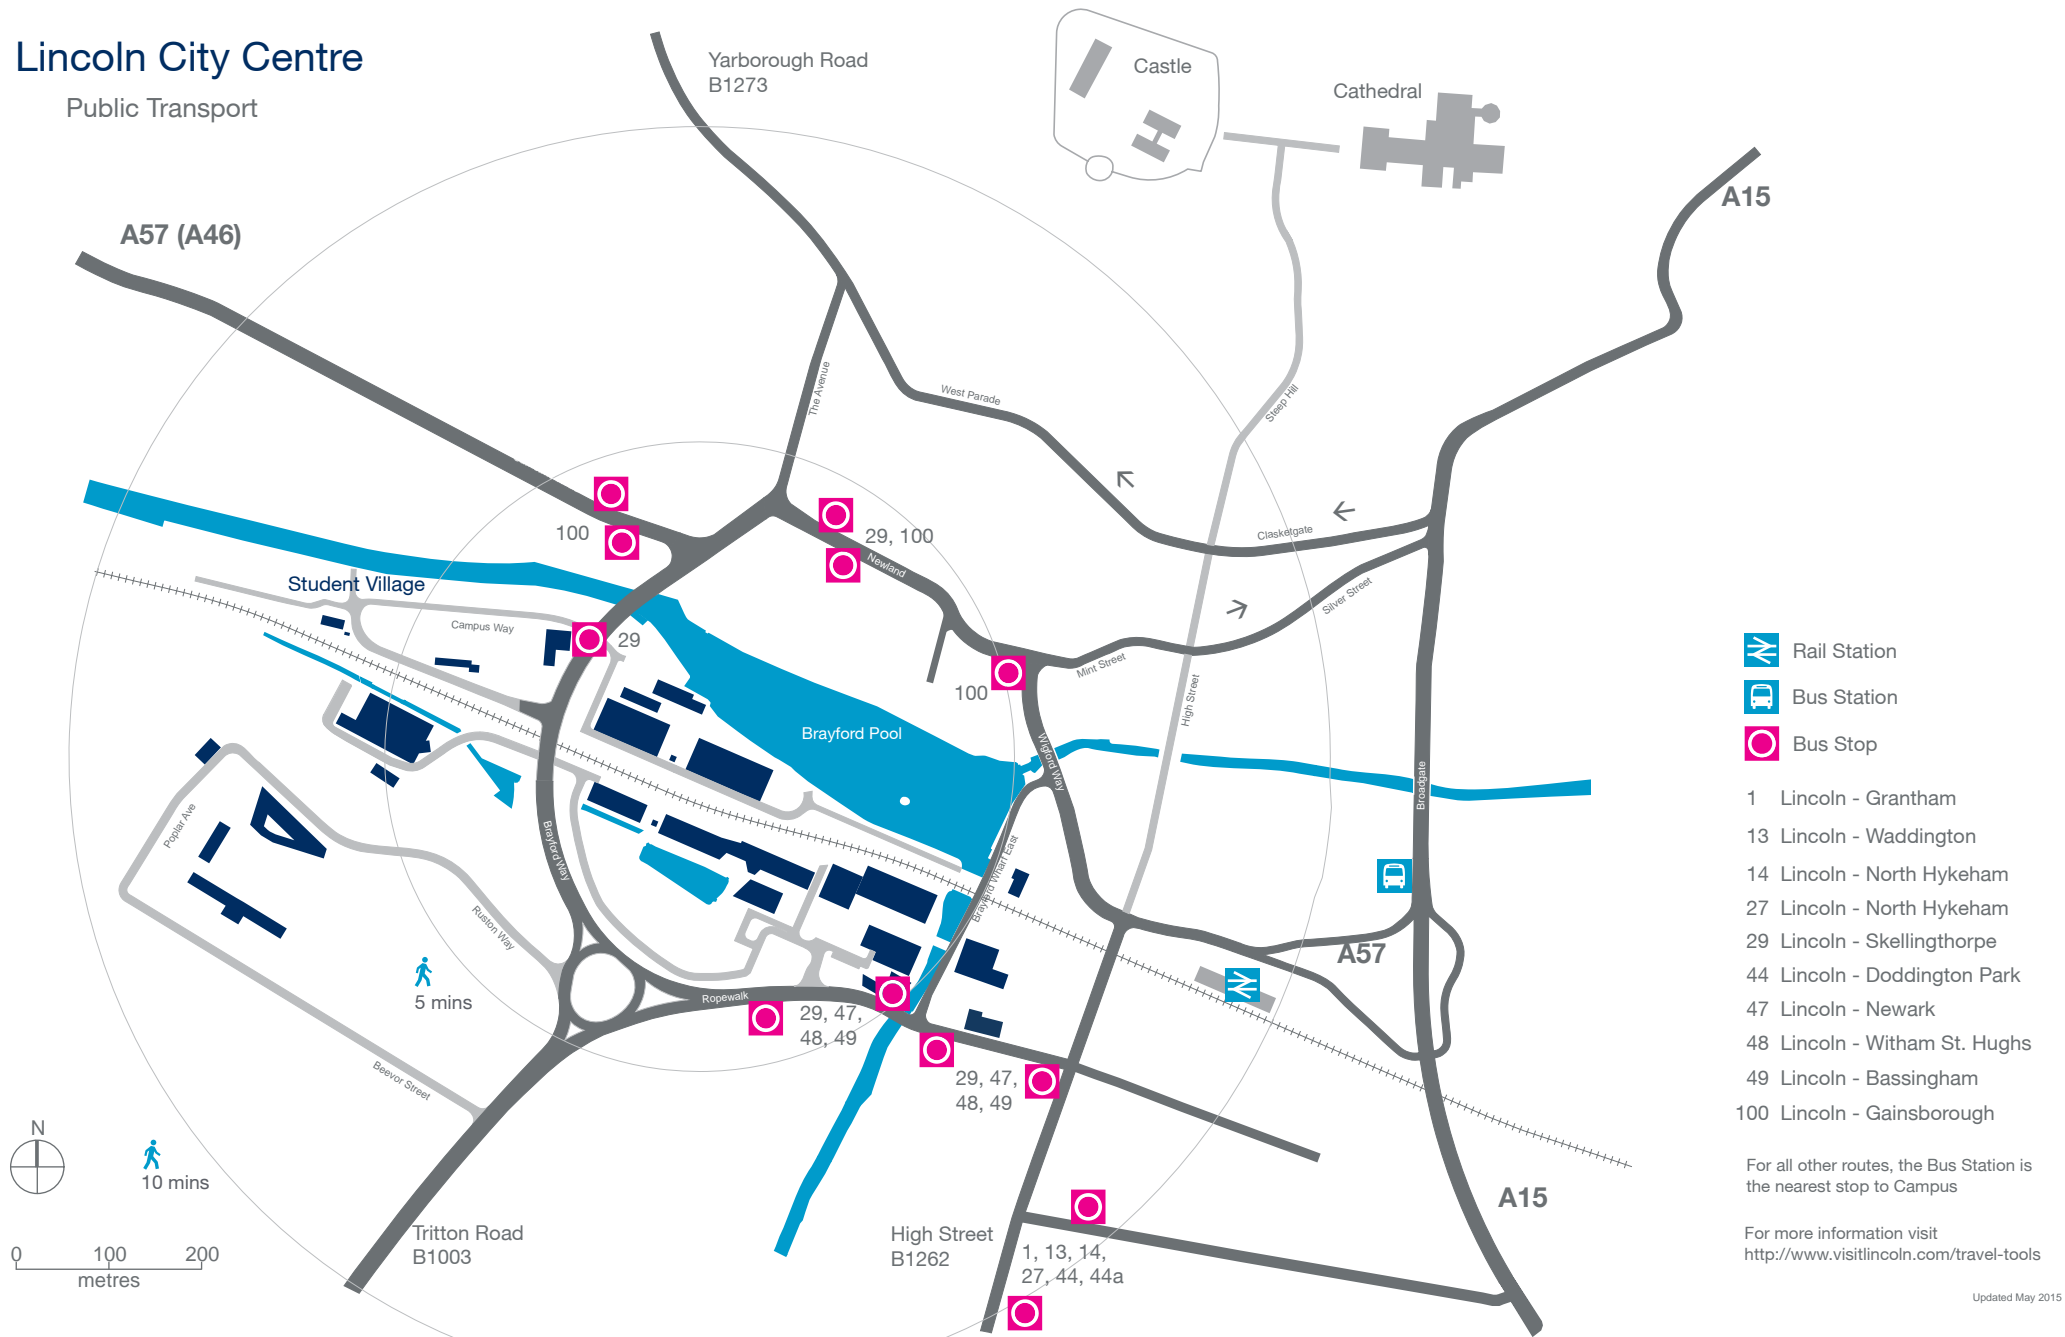 Lincoln City Centre
Public Transport
Yarborough Road
B1273
Castle
Cathedral
A15
A57 (A46)
The Avenue
West Parade
Steep Hill
100
29, 100
Newland
Clasketgate
Silver Street
Student Village
Campus Way
29
100
Mint Street
High Street
Brayford Pool
Wigford Way
Broadgate
Poplar Ave
Brayford Way
Brayford Wharf East
Ruston Way
A57
5 mins
Ropewalk
29, 47,
48, 49
29, 47,
48, 49
Beevor Street
N
10 mins
0 100 200
metres
Tritton Road
B1003
High Street
B1262
1, 13, 14,
27, 44, 44a
A15
Rail Station
Bus Station
Bus Stop
1 Lincoln - Grantham
13 Lincoln - Waddington
14 Lincoln - North Hykeham
27 Lincoln - North Hykeham
29 Lincoln - Skellingthorpe
44 Lincoln - Doddington Park
47 Lincoln - Newark
48 Lincoln - Witham St. Hughs
49 Lincoln - Bassingham
100 Lincoln - Gainsborough
For all other routes, the Bus Station is
the nearest stop to Campus
For more information visit
http://www.visitlincoln.com/travel-tools
Updated May 2015